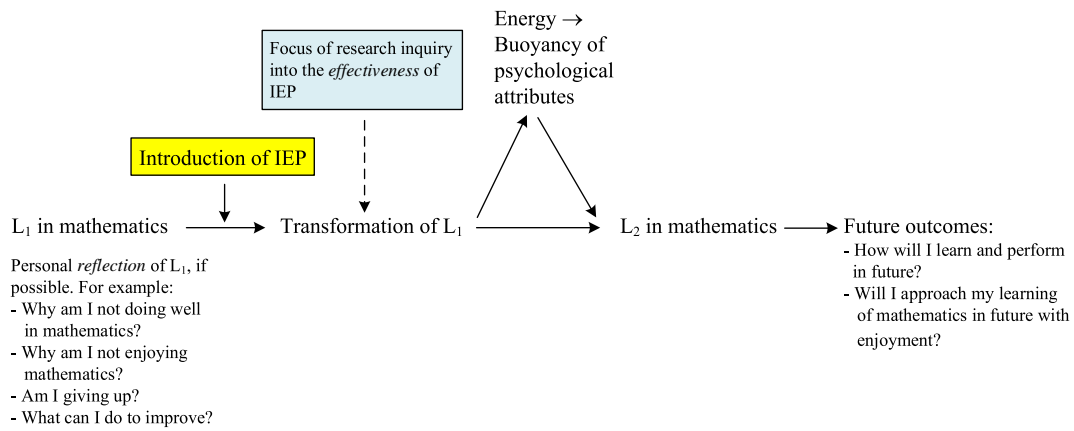 Energy →
Buoyancy of
psychological
attributes
Focus of research inquiry
into the effectiveness of
IEP
Introduction of IEP
L₁ in mathematics
Transformation of L₁
L₂ in mathematics
Future outcomes:
- How will I learn and perform
in future?
- Will I approach my learning
of mathematics in future with
enjoyment?
Personal reflection of L₁, if
possible. For example:
- Why am I not doing well
in mathematics?
- Why am I not enjoying
mathematics?
- Am I giving up?
- What can I do to improve?